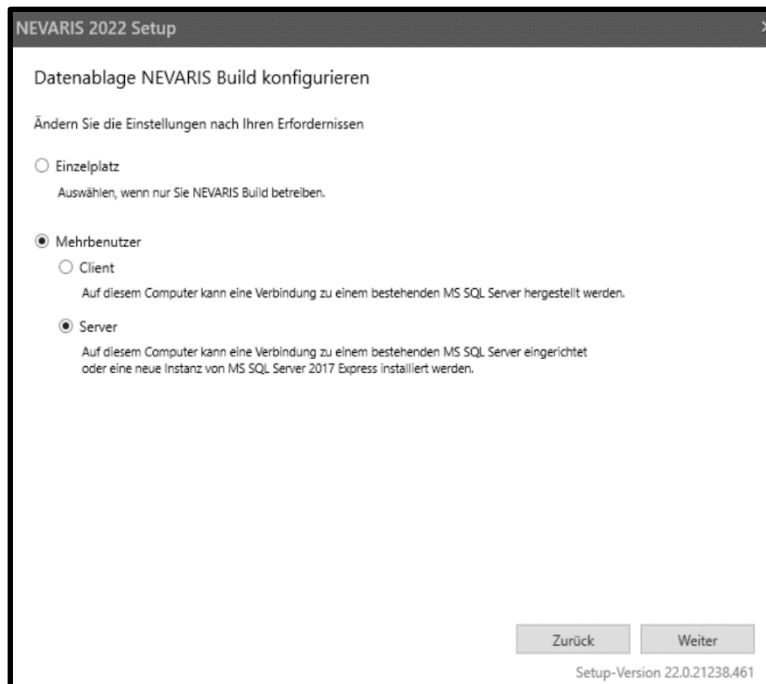 NEVARIS 2022 Setup
Datenablage NEVARIS Build konfigurieren
Ändern Sie die Einstellungen nach Ihren Erfordernissen
Einzelplatz
Auswählen, wenn nur Sie NEVARIS Build betreiben.
Mehrbenutzer
Client
Auf diesem Computer kann eine Verbindung zu einem bestehenden MS SQL Server hergestellt werden.
Server
Auf diesem Computer kann eine Verbindung zu einem bestehenden MS SQL Server eingerichtet
oder eine neue Instanz von MS SQL Server 2017 Express installiert werden.
Zurück Weiter
Setup-Version 22.0.21238.461